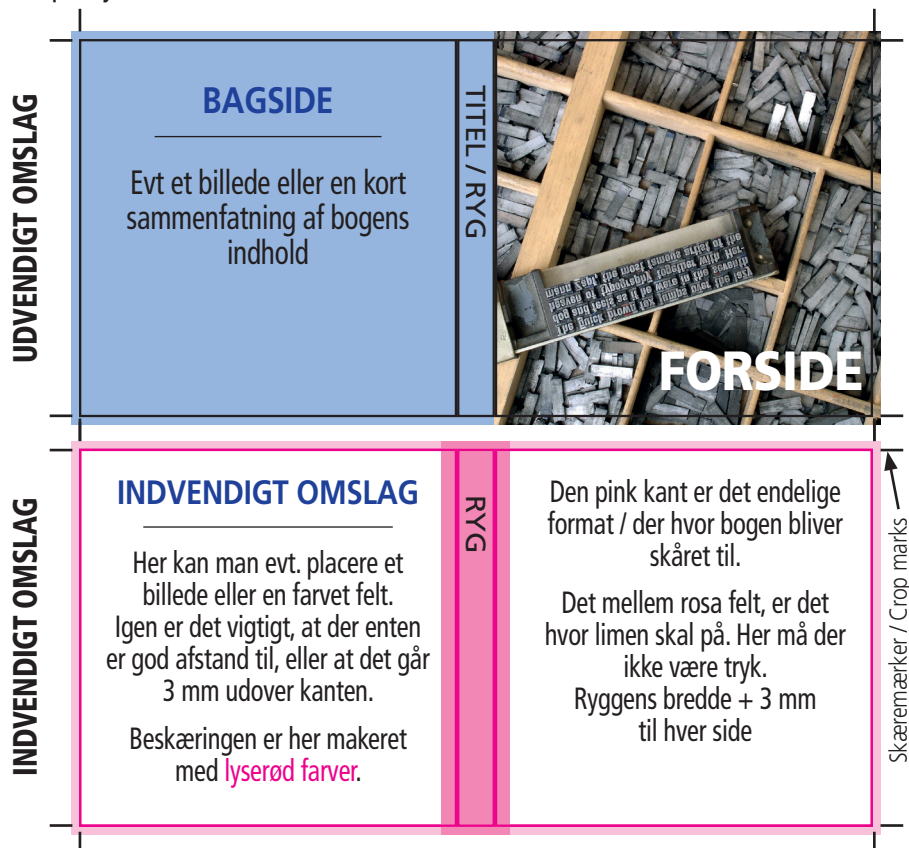 UDVENDIGT OMSLAG
BAGSIDE
Evt et billede eller en kort
sammenfatning af bogens
indhold
TITEL / RYG
FORSIDE
INDVENDIGT OMSLAG
INDVENDIGT OMSLAG
Her kan man evt. placere et
billede eller en farvet felt.
Igen er det vigtigt, at der enten
er god afstand til, eller at det går
3 mm udover kanten.
Beskæringen er her makeret
med lyserød farver.
RYG
Den pink kant er det endelige
format / der hvor bogen bliver
skåret til.
Det mellem rosa felt, er det
hvor limen skal på. Her må der
ikke være tryk.
Ryggens bredde + 3 mm
til hver side
Skæremærker / Crop marks